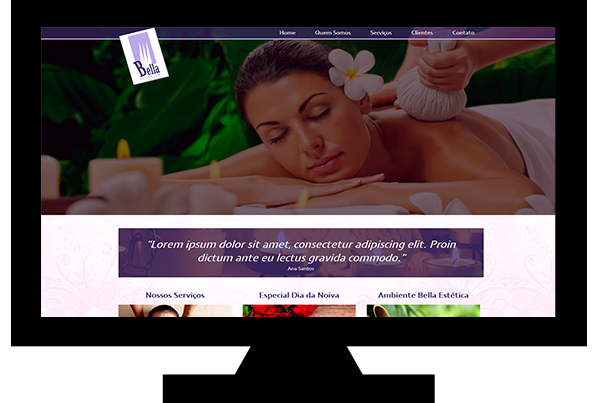 Home Quem Somos Serviços Clientes Contato
Bella
"Lorem ipsum dolor sit amet, consectetur adipiscing elit. Proin
dictum ante eu lectus gravida commodo."
Ana Santos
Nossos Serviços Especial Dia da Noiva Ambiente Bella Estética